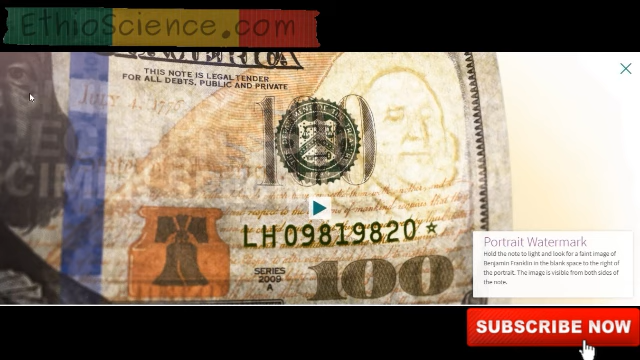 EthioScience.com
THIS NOTE IS LEGAL TENDER
FOR ALL DEBTS, PUBLIC AND PRIVATE
100
LH09819820 ★
SERIES
2009
A
100
Portrait Watermark
Hold the note to light and look for a faint image of
Benjamin Franklin in the blank space to the right of
the portrait. The image is visible from both sides of
the note.
SUBSCRIBE NOW